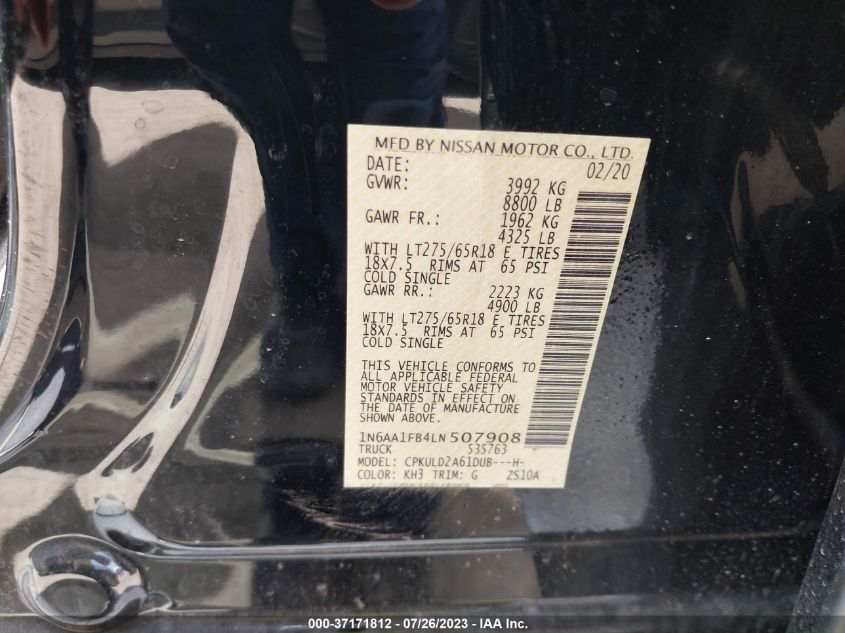 MFD BY NISSAN MOTOR CO., LTD.
DATE: 02/20
GVWR: 3992 KG
8800 LB
GAWR FR.: 1962 KG
4325 LB
WITH LT275/65R18 E TIRES
18X7.5 RIMS AT 65 PSI
COLD SINGLE
GAWR RR.: 2223 KG
4900 LB
WITH LT275/65R18 E TIRES
18X7.5 RIMS AT 65 PSI
COLD SINGLE
THIS VEHICLE CONFORMS TO
ALL APPLICABLE FEDERAL
MOTOR VEHICLE SAFETY
STANDARDS IN EFFECT ON
THE DATE OF MANUFACTURE
SHOWN ABOVE.
1N6AA1FB4LN507908
TRUCK 535763
MODEL: CPKULD2A61DUB---H-
COLOR: KH3 TRIM: G ZS10A
000-37171812 - 07/26/2023 - IAA Inc.